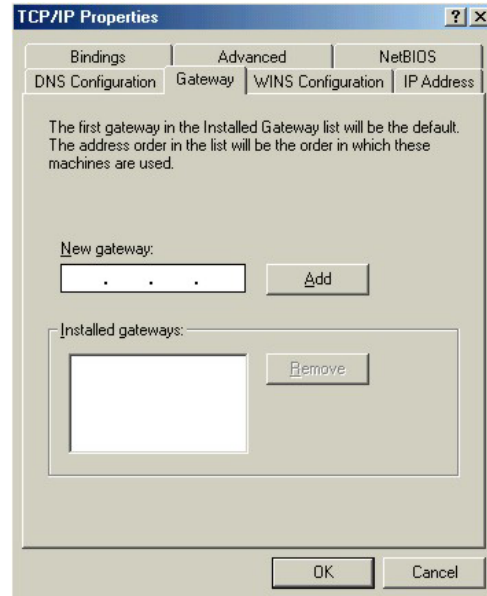 TCP/IP Properties
? x
Bindings Advanced NetBIOS
DNS Configuration Gateway WINS Configuration IP Address
The first gateway in the Installed Gateway list will be the default.
The address order in the list will be the order in which these
machines are used.
New gateway:
. . .
Add
Installed gateways:
Remove
OK Cancel